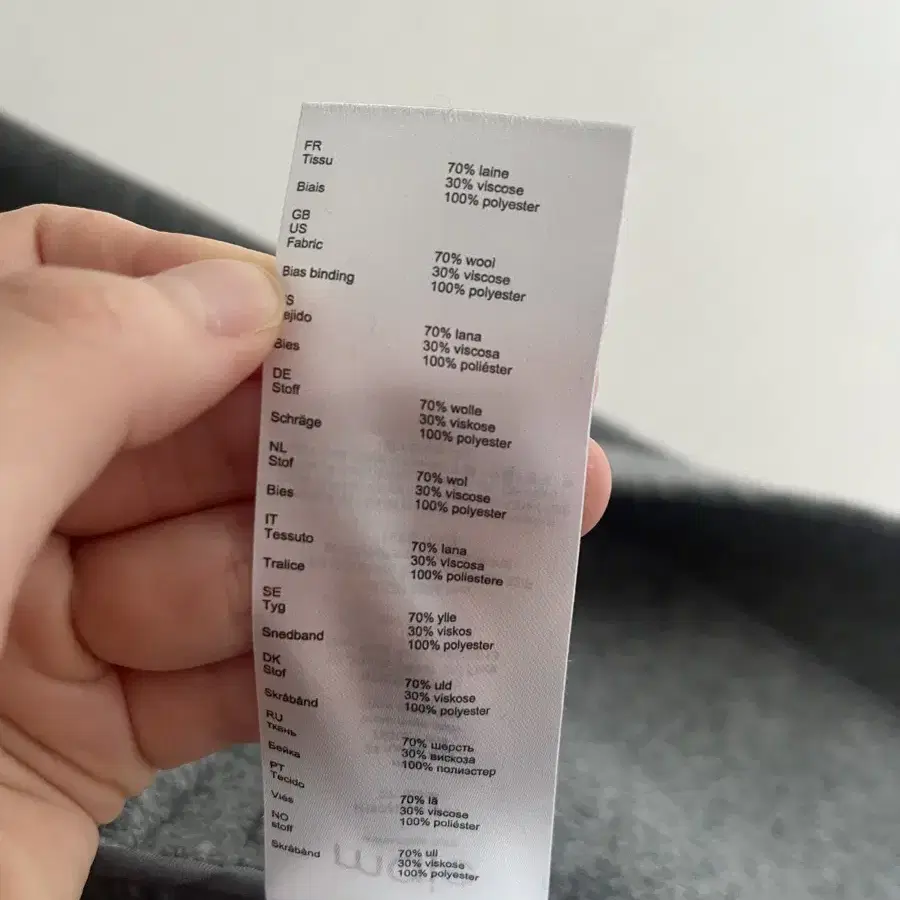 FR
Tissu 70% laine
30% viscose
Biais 100% polyester
GB
US
Fabric 70% wool
30% viscose
Bias binding 100% polyester
S
ejido 70% lana
30% viscosa
Bies 100% poliéster
DE
Stoff 70% wolle
30% viskose
Schräge 100% polyester
NL
Stof 70% wol
30% viscose
Bies 100% polyester
IT
Tessuto 70% lana
30% viscosa
Tralice 100% poliestere
SE
Tyg 70% ylle
30% viskos
Snedband 100% polyester
DK
Stof 70% uld
30% viskose
Skråbånd 100% polyester
RU
ткань 70% шерсть
30% вискоза
Бейка 100% полиэстер
PT
Tecido 70% lã
30% viscose
Viés 100% poliéster
NO
stoff 70% ull
30% viskose
Skråbånd 100% polyester